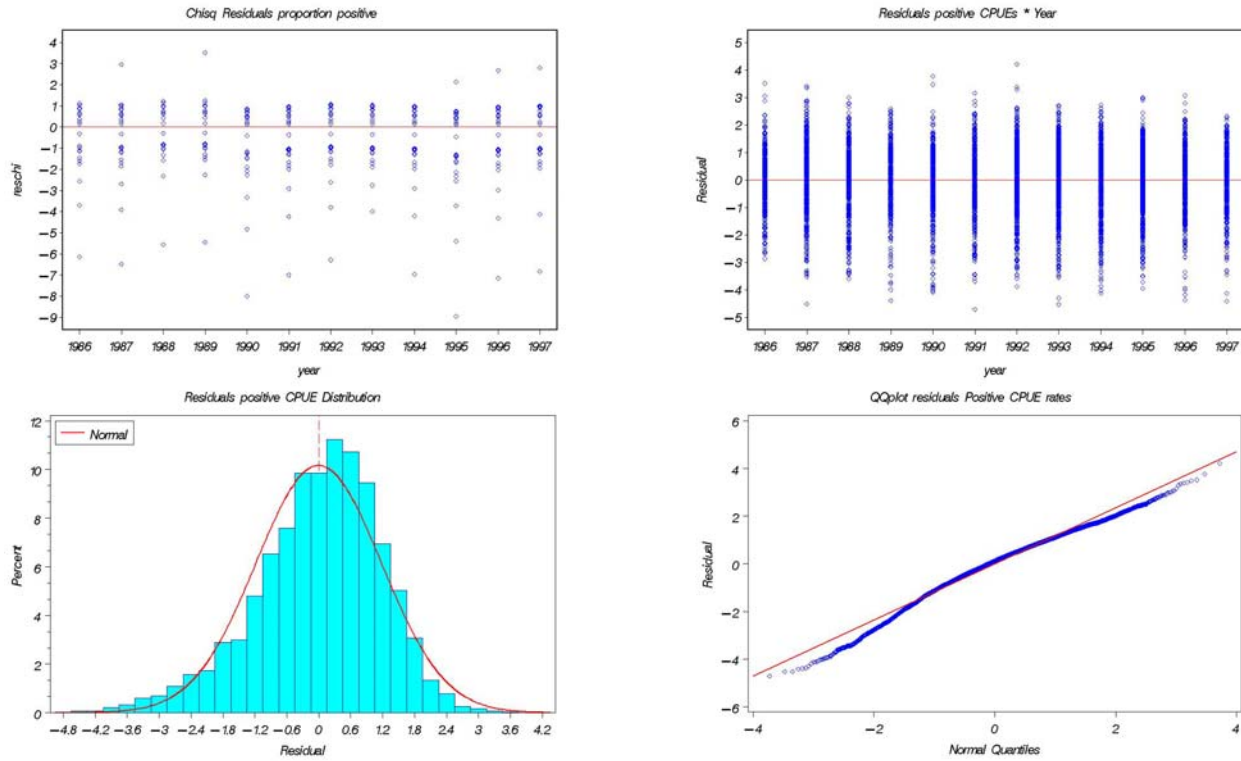 Chisq Residuals proportion positive
4
3
2
1
0
−1
−2
−3
−4
−5
−6
−7
−8
−9
reschi
1986 1987 1988 1989 1990 1991 1992 1993 1994 1995 1996 1997
year
Residuals positive CPUEs * Year
5
4
3
2
1
0
−1
−2
−3
−4
−5
Residual
1986 1987 1988 1989 1990 1991 1992 1993 1994 1995 1996 1997
year
Residuals positive CPUE Distribution
12
10
8
6
4
2
0
Percent
Normal
−4.8 −4.2 −3.6 −3 −2.4 −1.8 −1.2 −0.6 0 0.6 1.2 1.8 2.4 3 3.6 4.2
Residual
QQplot residuals Positive CPUE rates
6
4
2
0
−2
−4
−6
Residual
−4 −2 0 2 4
Normal Quantiles